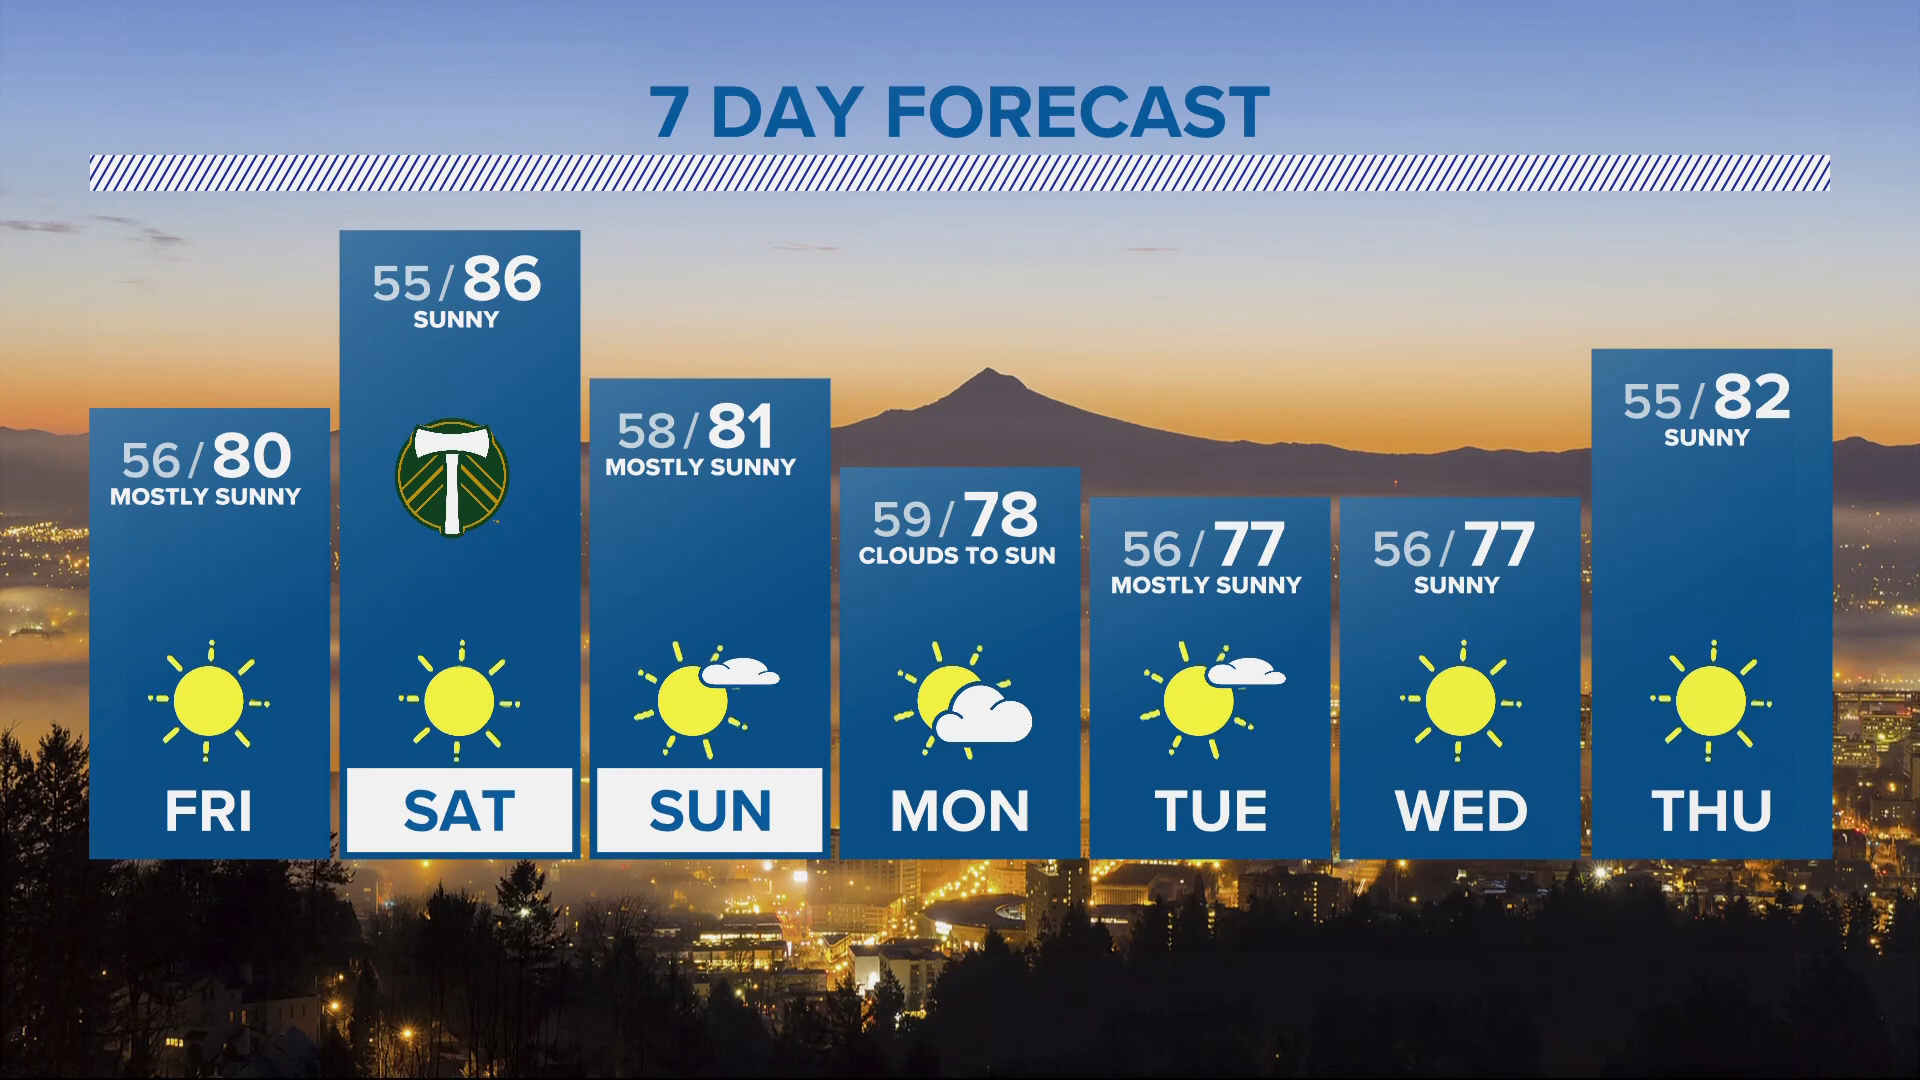 7 DAY FORECAST
56/80
MOSTLY SUNNY
FRI
55/86
SUNNY
™
SAT
58/81
MOSTLY SUNNY
SUN
59/78
CLOUDS TO SUN
MON
56/77
MOSTLY SUNNY
TUE
56/77
SUNNY
WED
55/82
SUNNY
THU